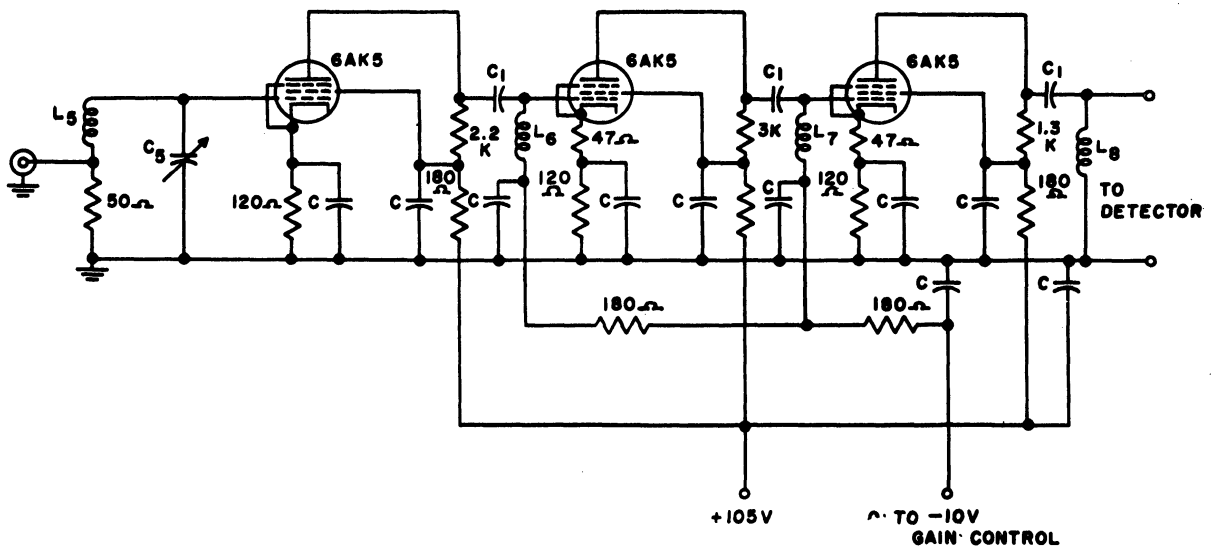 6AK5
6AK5
6AK5
C1
C1
C1
L5
C5
2.2
K
L6
47Ω
3K
L7
47Ω
1.3
K
L8
50Ω
120Ω
C
C
180
Ω
C
120
Ω
C
C
C
120
Ω
C
C
180
Ω
TO
DETECTOR
C
C
180Ω
180Ω
+105V
TO -10V
GAIN CONTROL